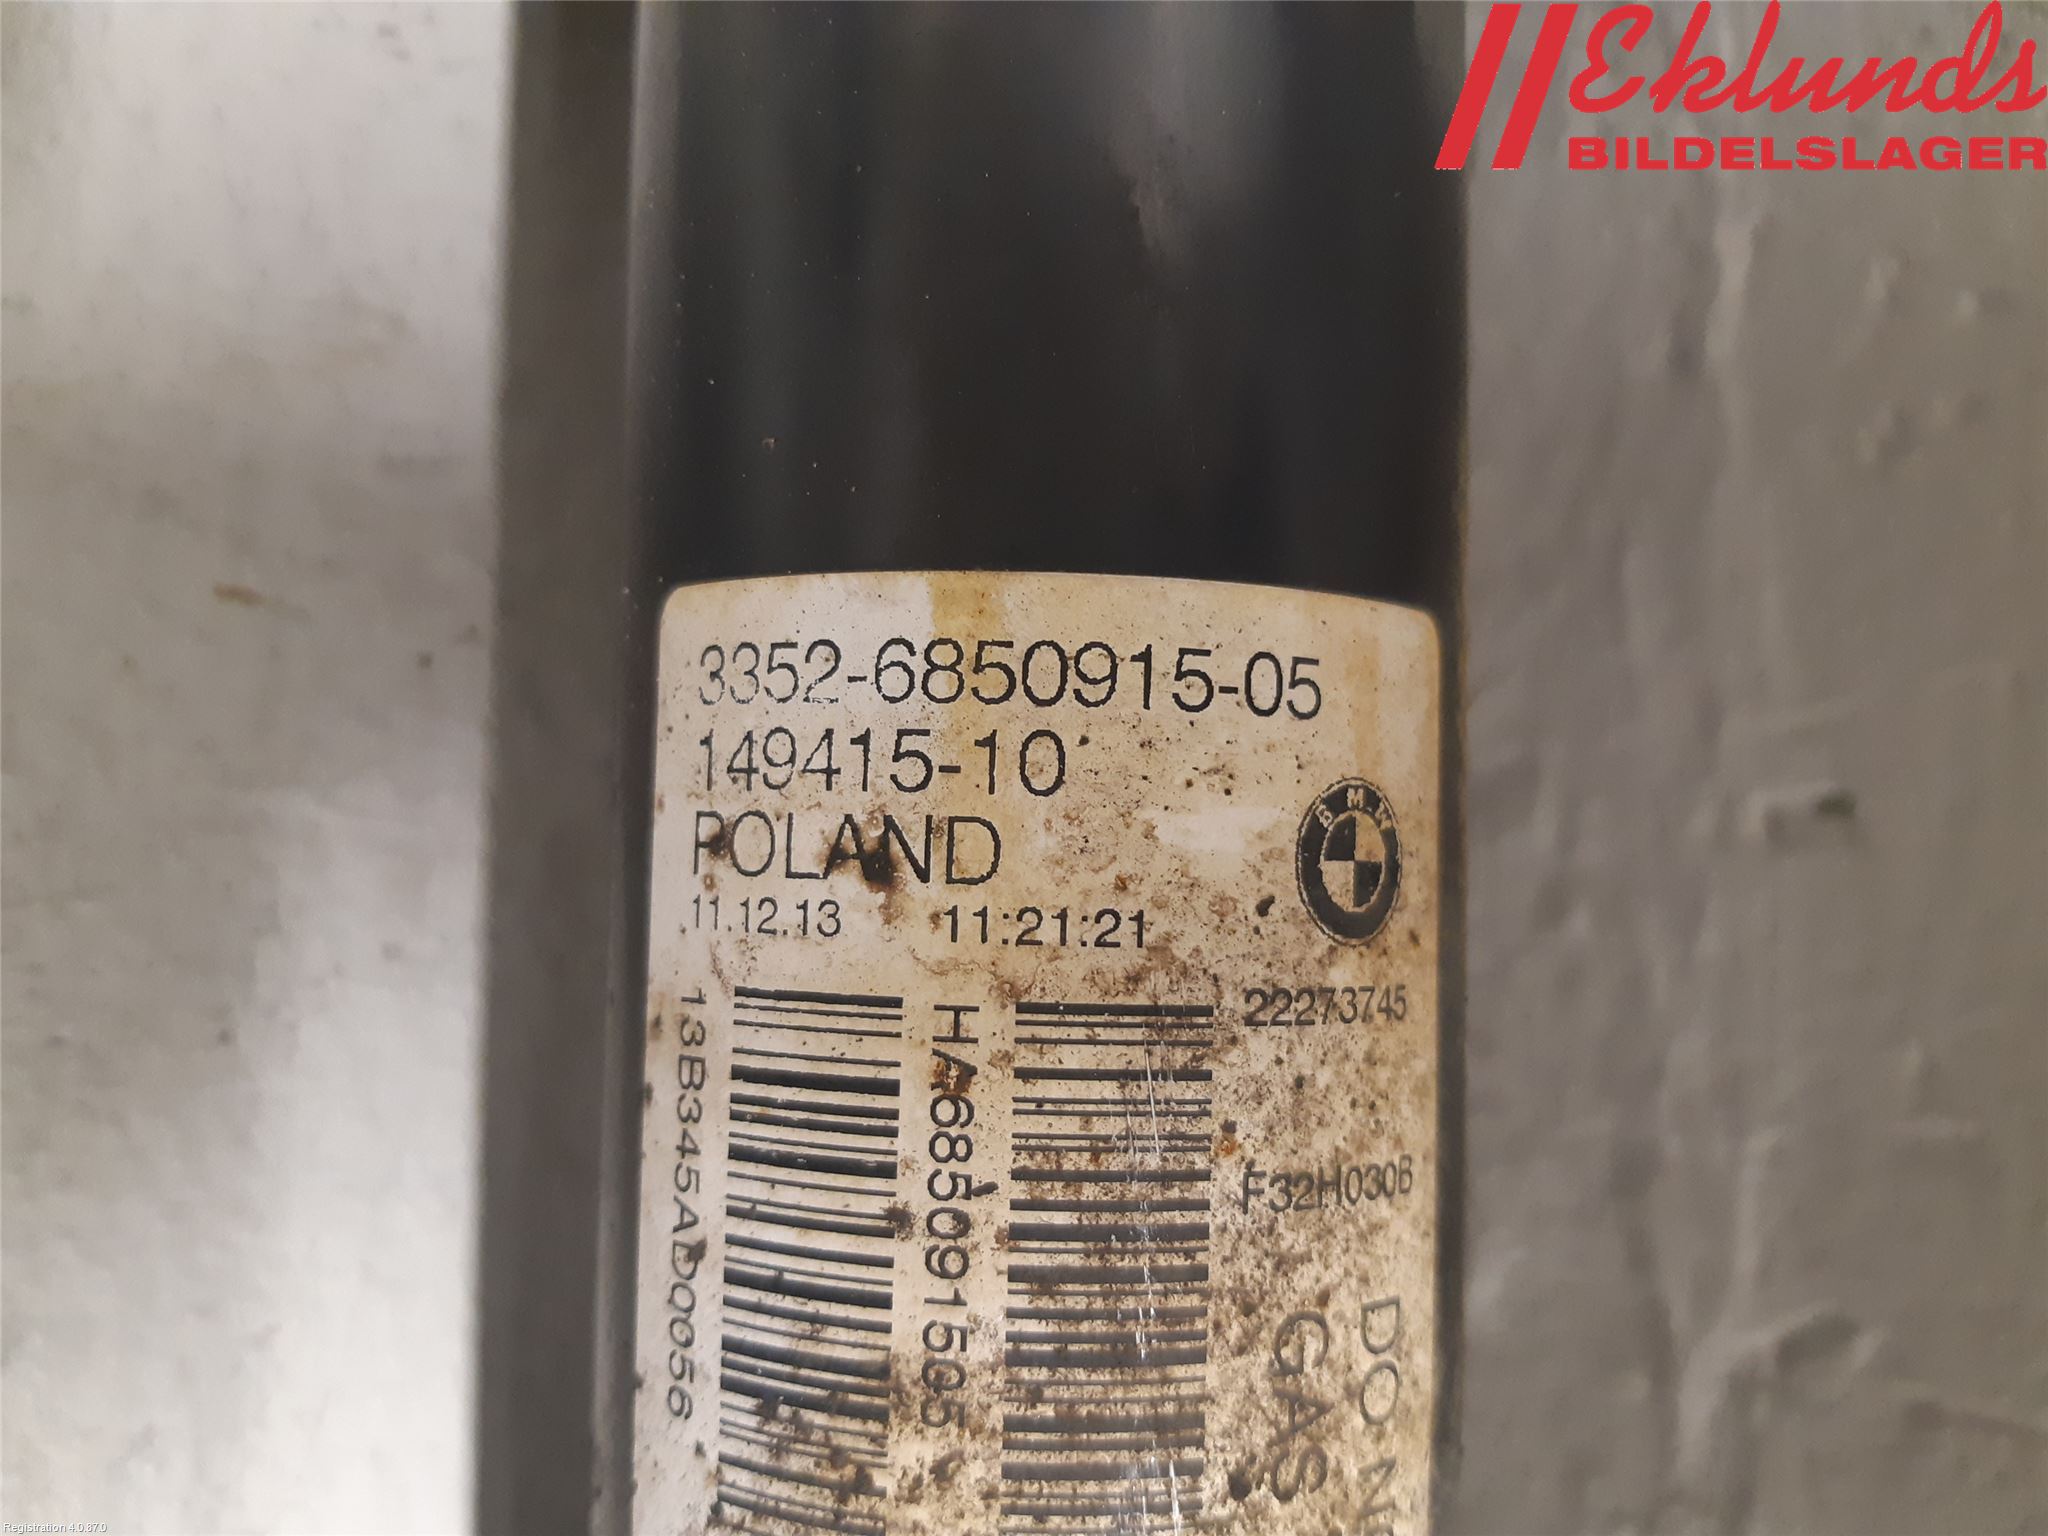 Eklunds
BILDELSLAGER
3352-6850915-05
149415-10
POLAND
BMW
11.12.13 11:21:21
13B345AD0056
HA685091505
22273745
F32H030B
DO
GAS
Registration 4.0.87.0